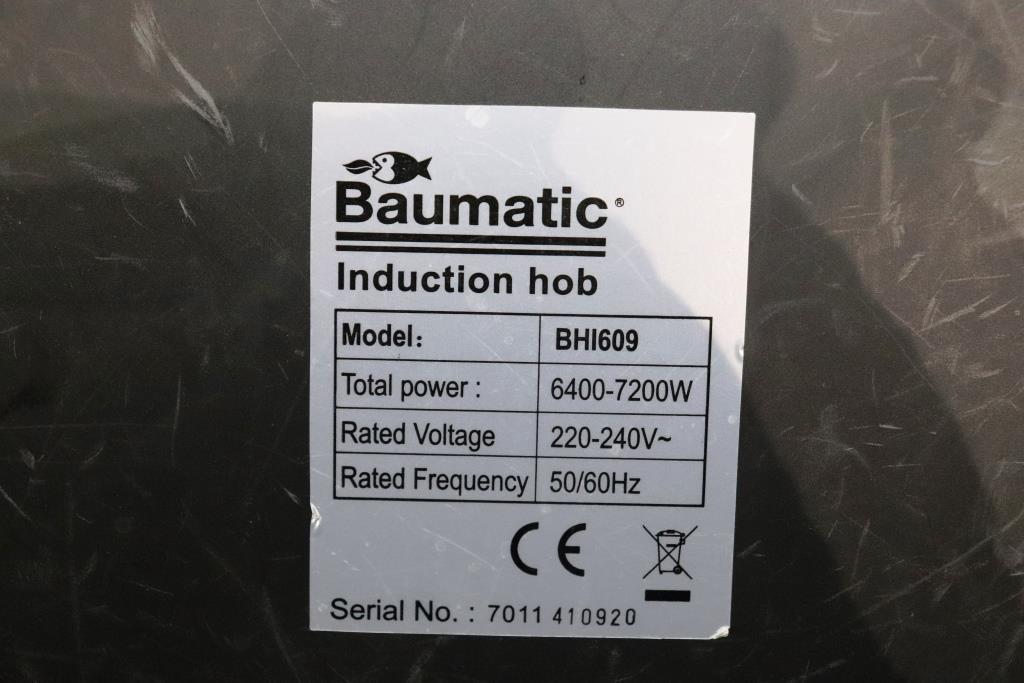 Baumatic®
Induction hob
Model: BHI609
Total power : 6400-7200W
Rated Voltage 220-240V~
Rated Frequency 50/60Hz
CE
Serial No. : 7011 410920